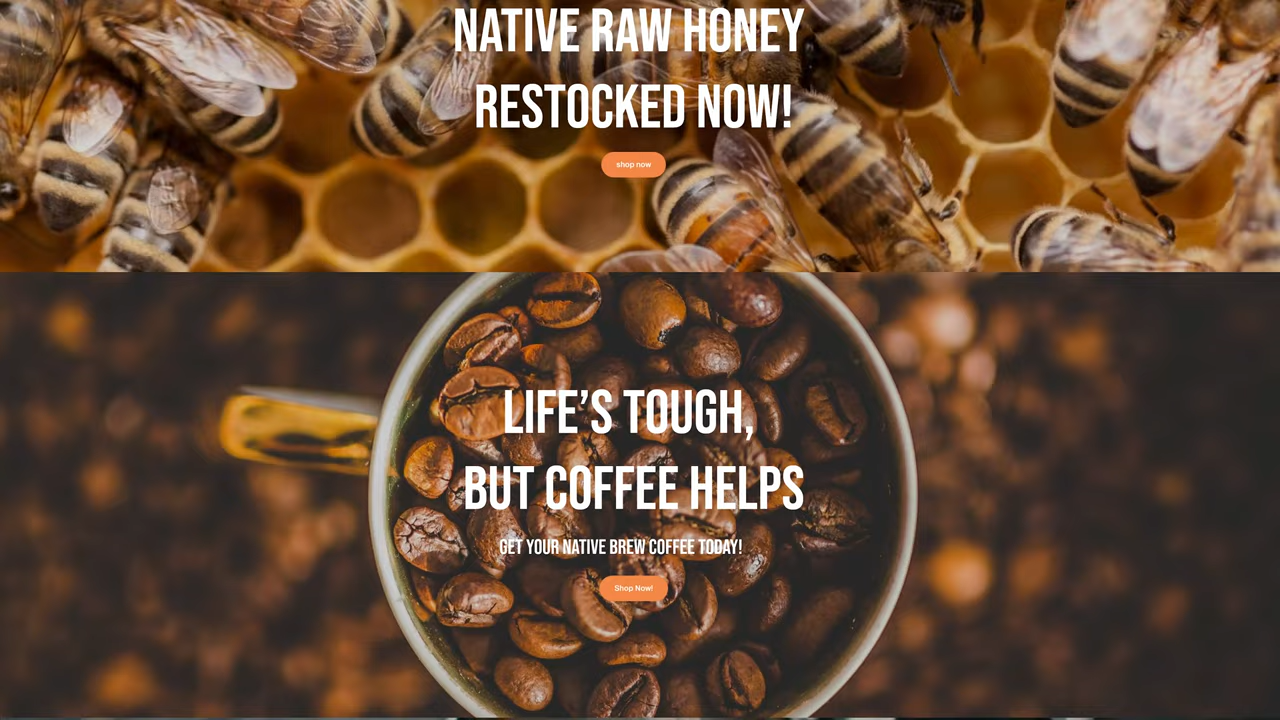 NATIVE RAW HONEY
RESTOCKED NOW!
shop now
LIFE’S TOUGH,
BUT COFFEE HELPS
GET YOUR NATIVE BREW COFFEE TODAY!
Shop Now!